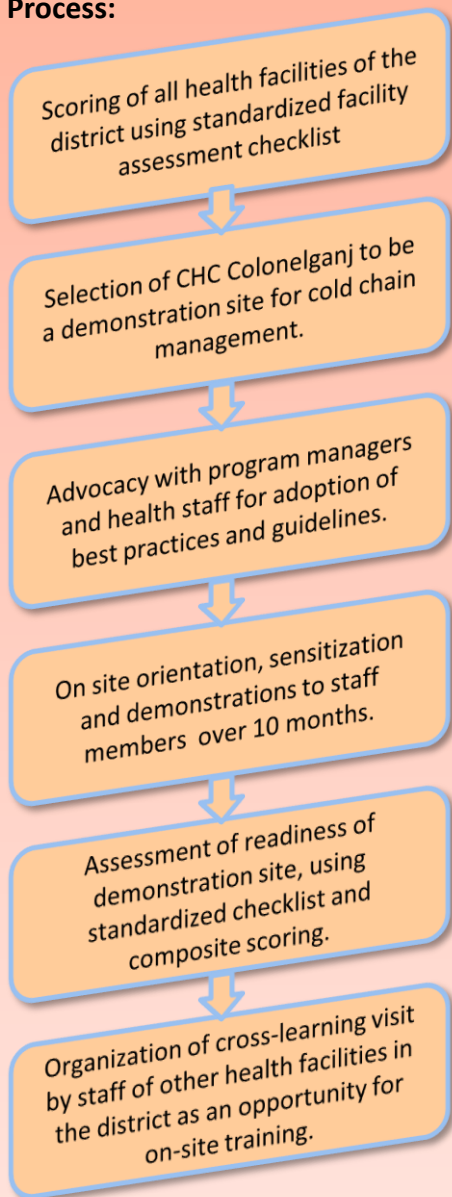 Process:
Scoring of all health facilities of the
district using standardized facility
assessment checklist
Selection of CHC Colonelganj to be
a demonstration site for cold chain
management.
Advocacy with program managers
and health staff for adoption of
best practices and guidelines.
On site orientation, sensitization
and demonstrations to staff
members over 10 months.
Assessment of readiness of
demonstration site, using
standardized checklist and
composite scoring.
Organization of cross-learning visit
by staff of other health facilities in
the district as an opportunity for
on-site training.